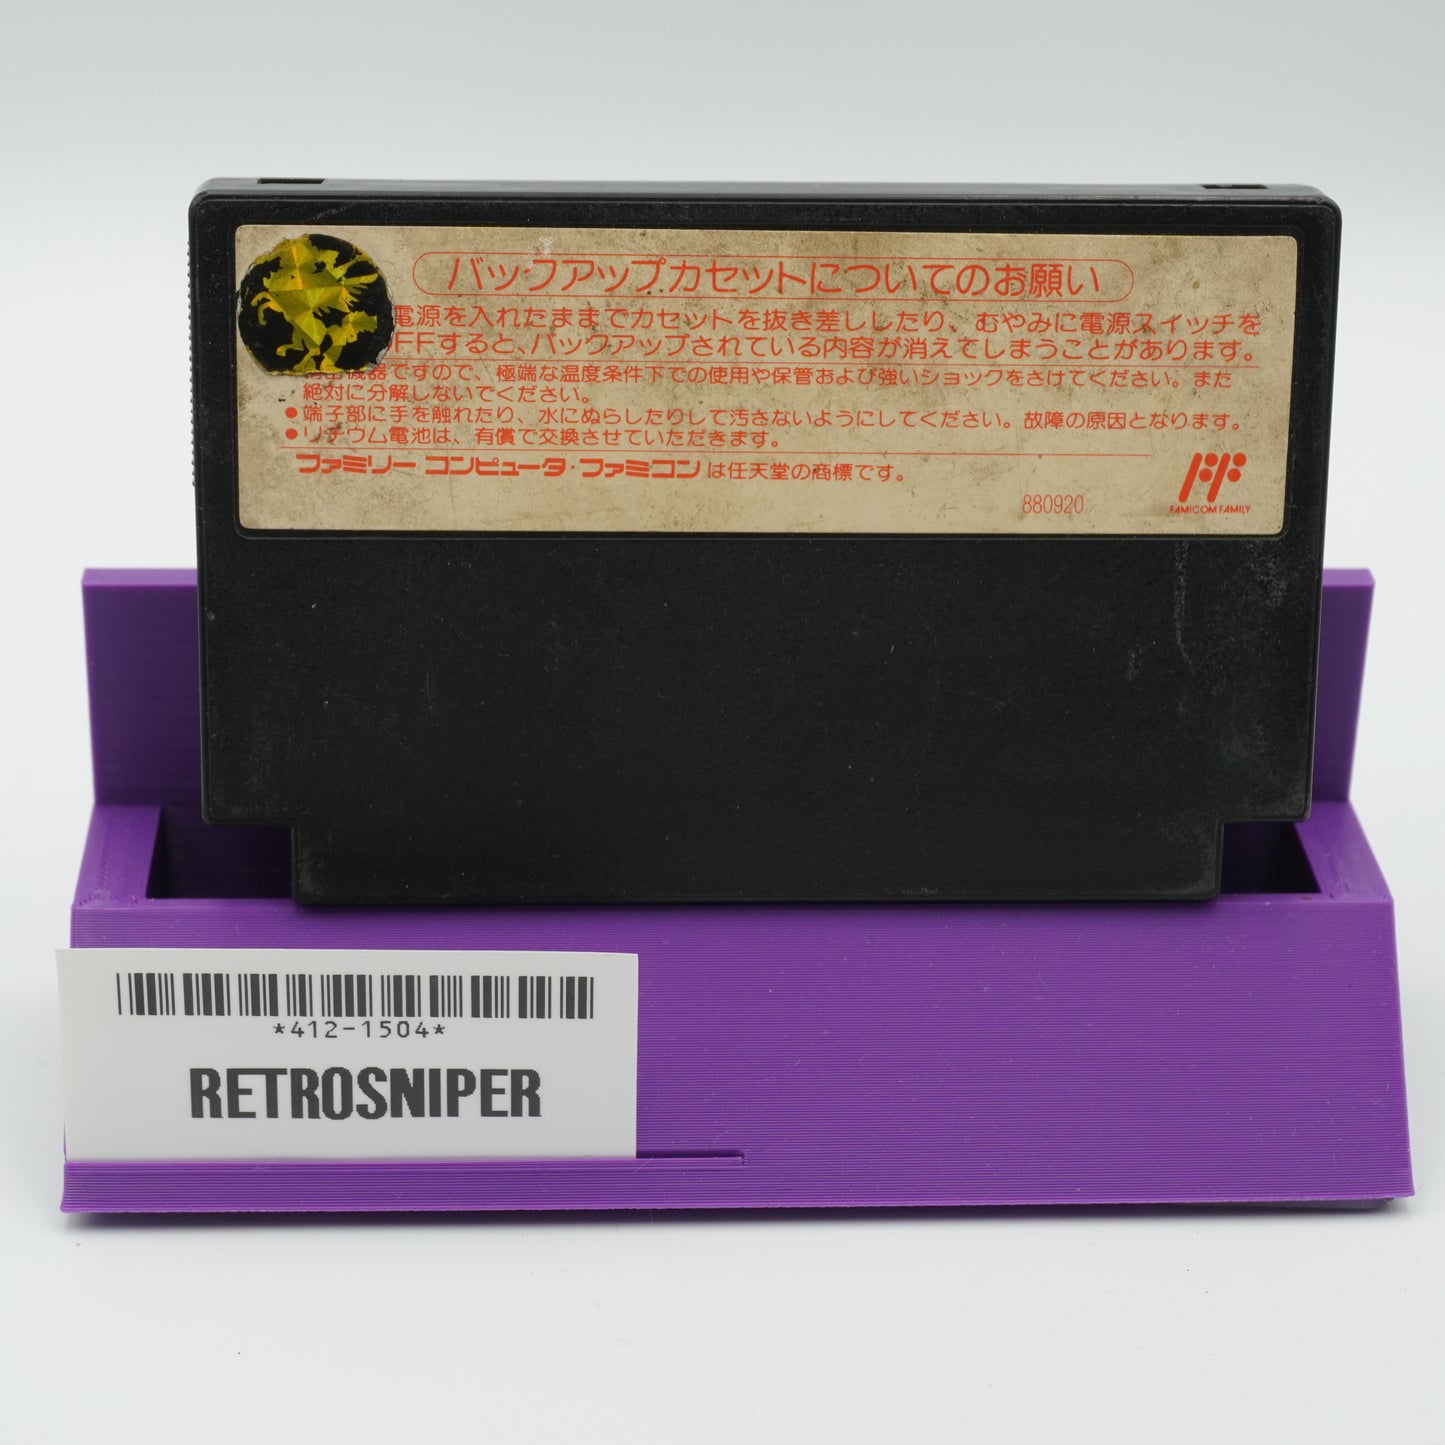 バックアップカセットについてのお願い
電源を入れたままでカセットを抜き差ししたり、むやみに電源スイッチを
FFすると、バックアップされている内容が消えてしまうことがあります。
機器ですので、極端な温度条件下での使用や保管および強いショックをさけてください。また
絶対に分解しないでください。
●端子部に手を触れたり、水にぬらしたりして汚さないようにしてください。故障の原因となります。
●リチウム電池は、有償で交換させていただきます。
ファミリー コンピュータ・ファミコンは任天堂の商標です。
880920
FAMICOM FAMILY
*412-1504*
RETROSNIPER